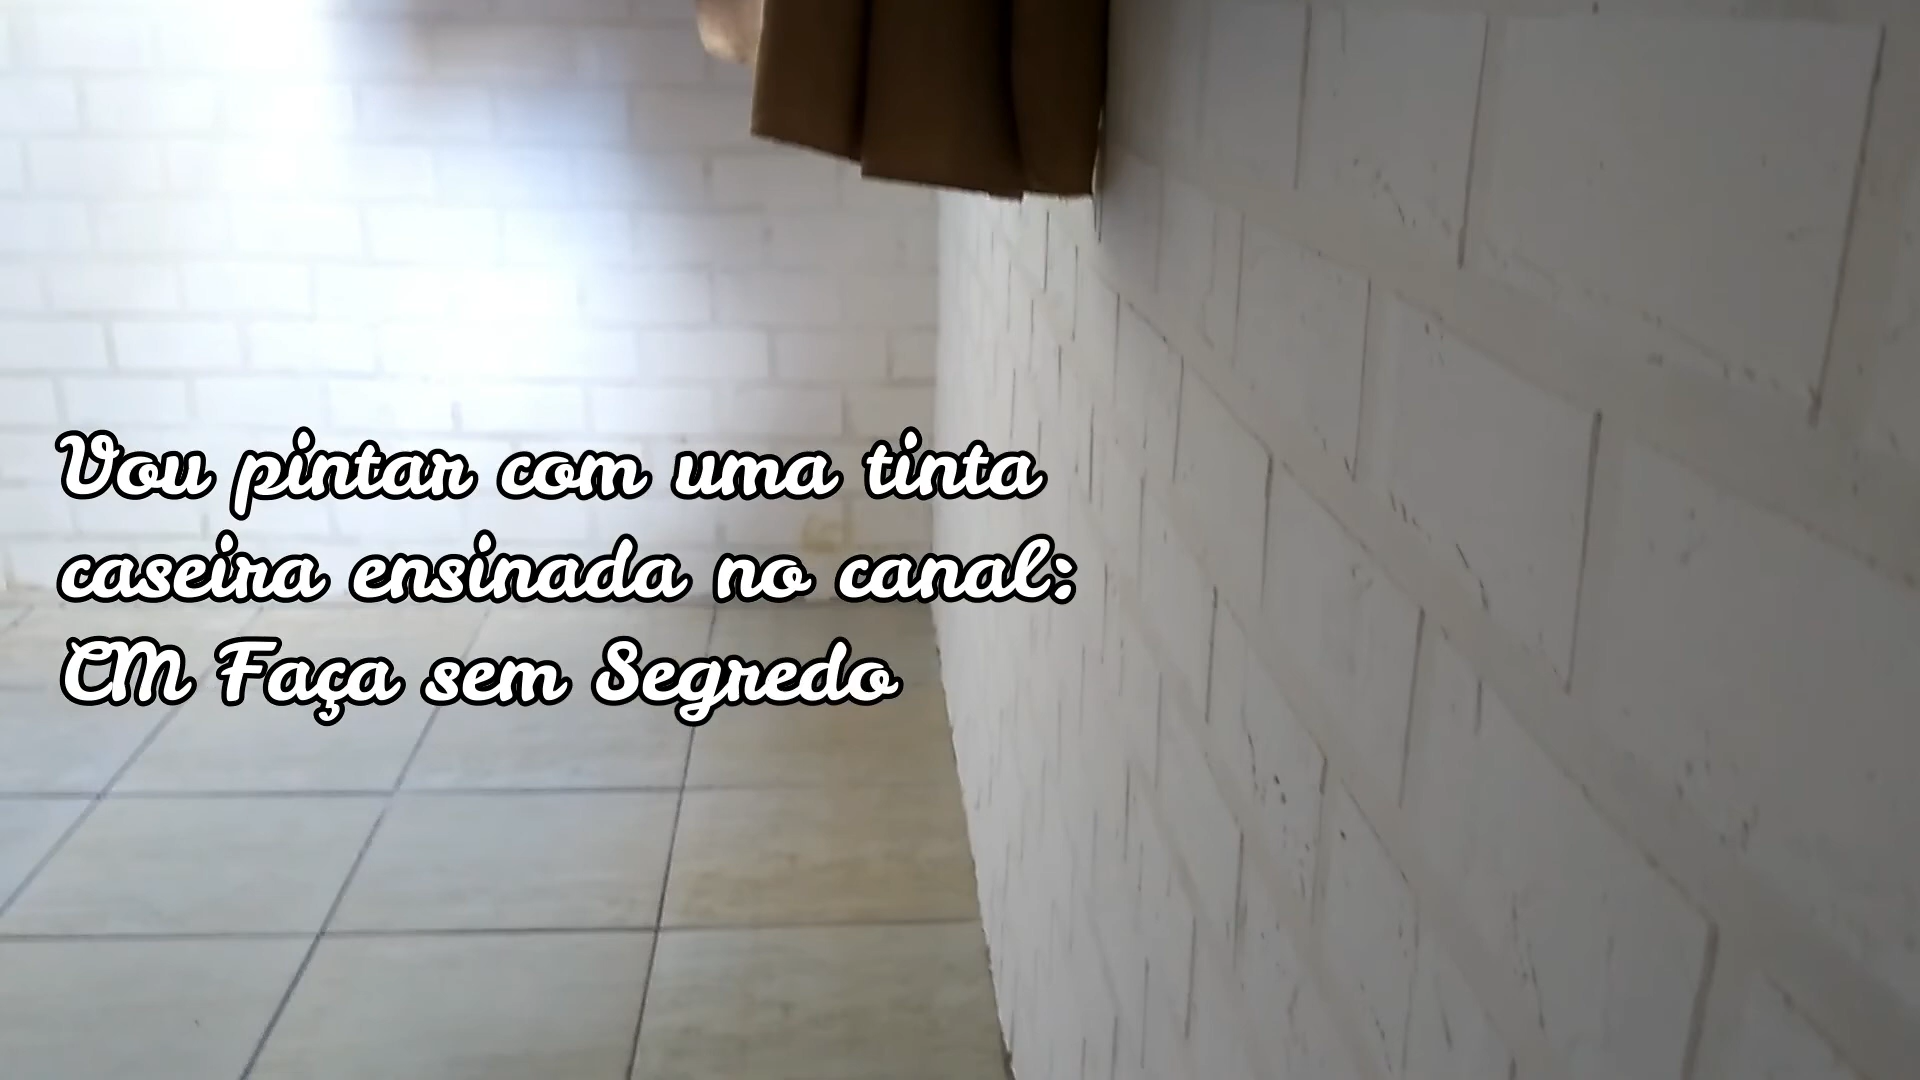 Vou pintar com uma tinta
caseira ensinada no canal:
CM Faça sem Segredo